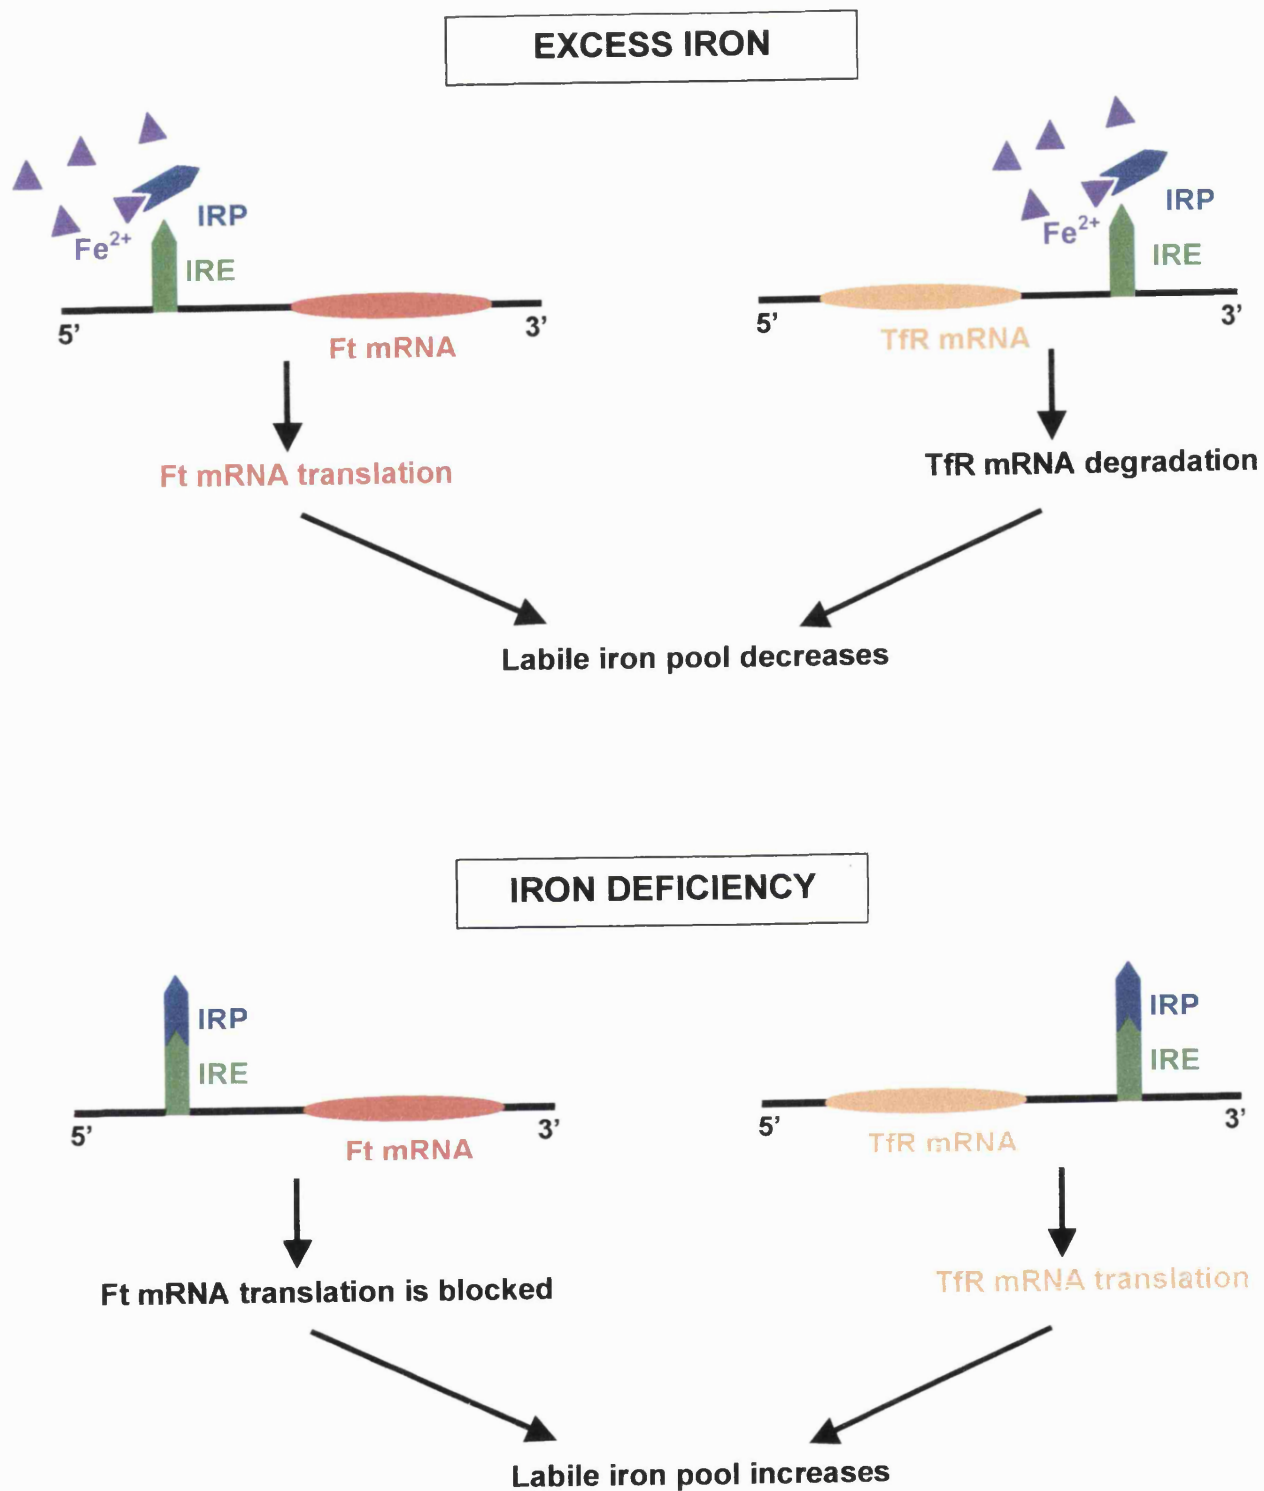 EXCESS IRON
IRP
Fe²⁺
IRE
5’
3’
Ft mRNA
IRP
Fe²⁺
IRE
5’
3’
TfR mRNA
Ft mRNA translation
TfR mRNA degradation
Labile iron pool decreases
IRON DEFICIENCY
IRP
IRE
5’
3’
Ft mRNA
IRP
IRE
5’
3’
TfR mRNA
Ft mRNA translation is blocked
TfR mRNA translation
Labile iron pool increases